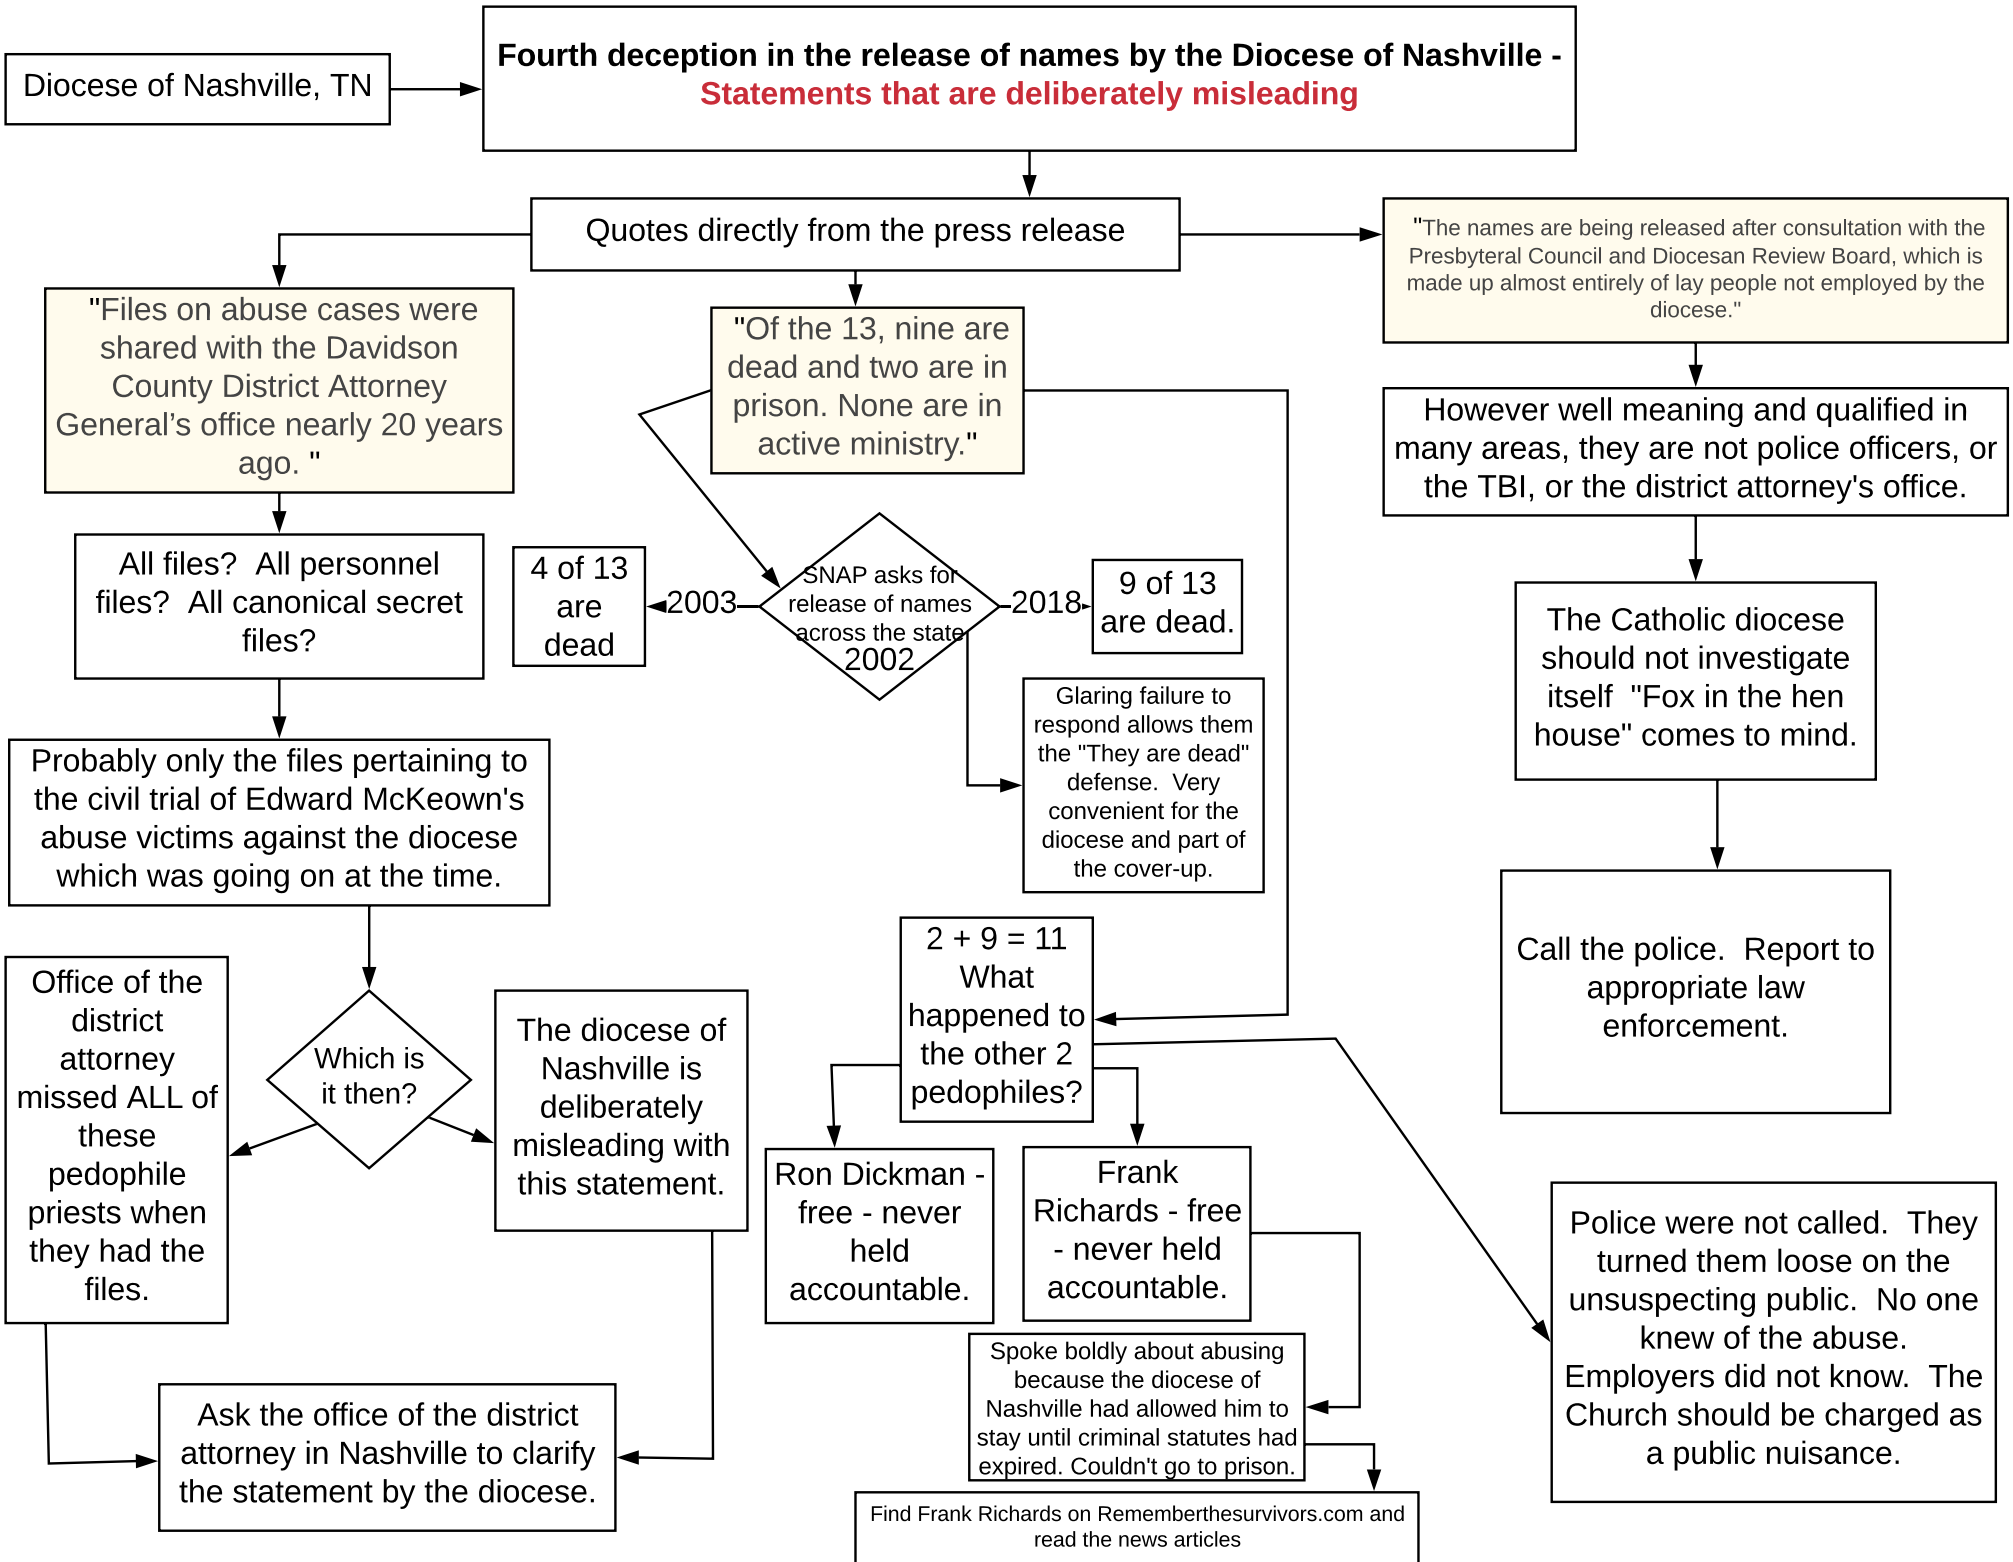 Diocese of Nashville, TN
Fourth deception in the release of names by the Diocese of Nashville -
Statements that are deliberately misleading
Quotes directly from the press release
"Files on abuse cases were
shared with the Davidson
County District Attorney
General’s office nearly 20 years
ago. "
All files?  All personnel
files?  All canonical secret
files?
Probably only the files pertaining to
the civil trial of Edward McKeown's
abuse victims against the diocese
which was going on at the time.
Which is
it then?
Office of the
district
attorney
missed ALL of
these
pedophile
priests when
they had the
files.
The diocese of
Nashville is
deliberately
misleading with
this statement.
Ask the office of the district
attorney in Nashville to clarify
the statement by the diocese.
"Of the 13, nine are
dead and two are in
prison. None are in
active ministry."
SNAP asks for
release of names
across the state
2002
2003
4 of 13
are
dead
2018
9 of 13
are dead.
Glaring failure to
respond allows them
the "They are dead"
defense.  Very
convenient for the
diocese and part of
the cover-up.
2 + 9 = 11
What
happened to
the other 2
pedophiles?
Ron Dickman -
free - never
held
accountable.
Frank
Richards - free
- never held
accountable.
Spoke boldly about abusing
because the diocese of
Nashville had allowed him to
stay until criminal statutes had
expired. Couldn't go to prison.
Find Frank Richards on Rememberthesurvivors.com and
read the news articles
"The names are being released after consultation with the
Presbyteral Council and Diocesan Review Board, which is
made up almost entirely of lay people not employed by the
diocese."
However well meaning and qualified in
many areas, they are not police officers, or
the TBI, or the district attorney's office.
The Catholic diocese
should not investigate
itself  "Fox in the hen
house" comes to mind.
Call the police.  Report to
appropriate law
enforcement.
Police were not called.  They
turned them loose on the
unsuspecting public.  No one
knew of the abuse.
Employers did not know.  The
Church should be charged as
a public nuisance.